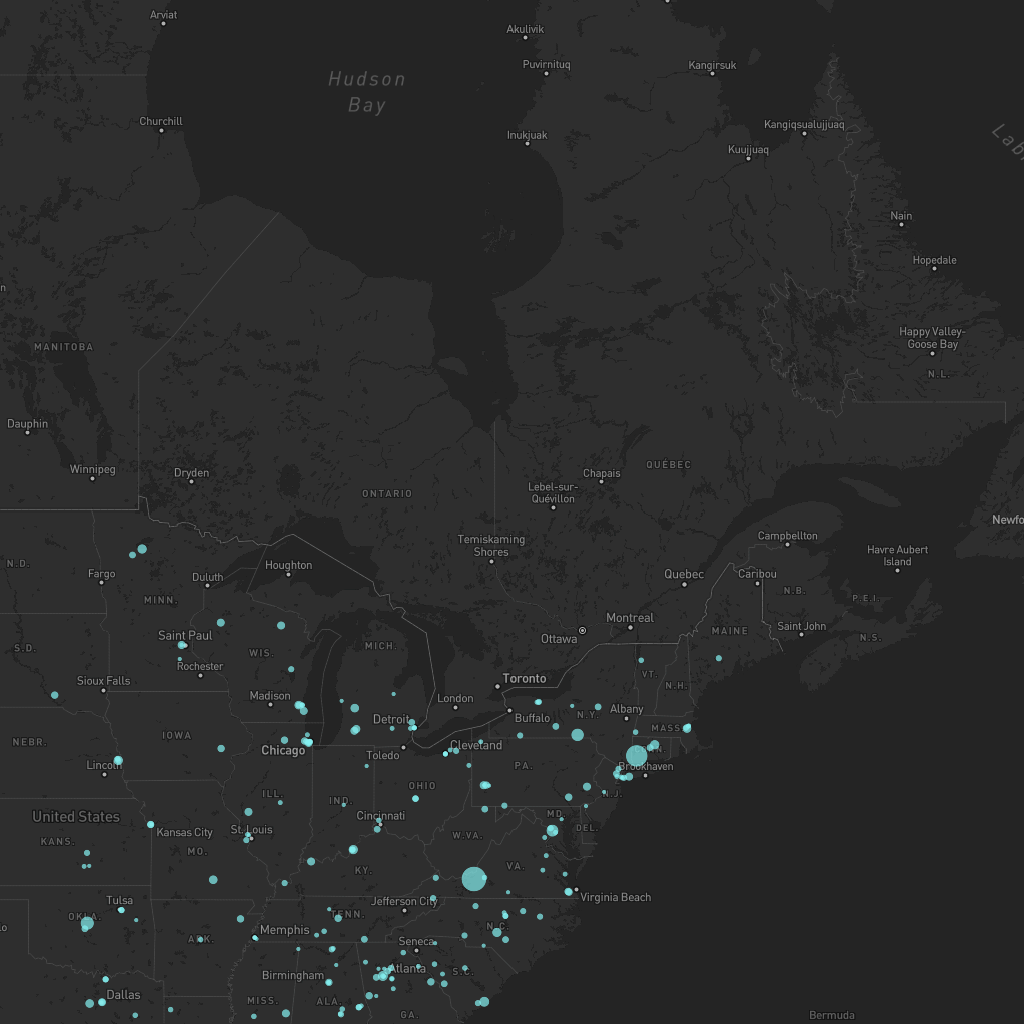 Arviat
Akulivik
Puvirnituq
Kangirsuk
Hudson
Bay
Churchill
Kangiqsualujjuaq
Inukjuak
Kuujjuaq
Nain
Hopedale
Happy Valley-
Goose Bay
N.L.
MANITOBA
Dauphin
Winnipeg
Dryden
ONTARIO
Chapais
QUÉBEC
Lebel-sur-
Quévillon
Temiskaming
Shores
Campbellton
Havre Aubert
Island
N.D.
Fargo
Duluth
Houghton
Quebec
Caribou
N.B.
P.E.I.
MINN.
Saint Paul
Ottawa
Montreal
MAINE
Saint John
N.S.
S.D.
WIS.
MICH.
Rochester
Sioux Falls
Toronto
VT.
N.H.
Madison
London
Albany
N.Y.
Detroit
Buffalo
MASS.
NEBR.
IOWA
Chicago
Toledo
Cleveland
Lincoln
PA.
Brookhaven
OHIO
N.J.
ILL.
IND.
United States
Cincinnati
MD.
KANS.
Kansas City
St. Louis
W.VA.
DEL.
MO.
KY.
VA.
Virginia Beach
Tulsa
Jefferson City
OKLA.
TENN.
N.C.
ARK.
Memphis
Seneca
Birmingham
Atlanta
S.C.
Dallas
MISS.
ALA.
GA.
Bermuda